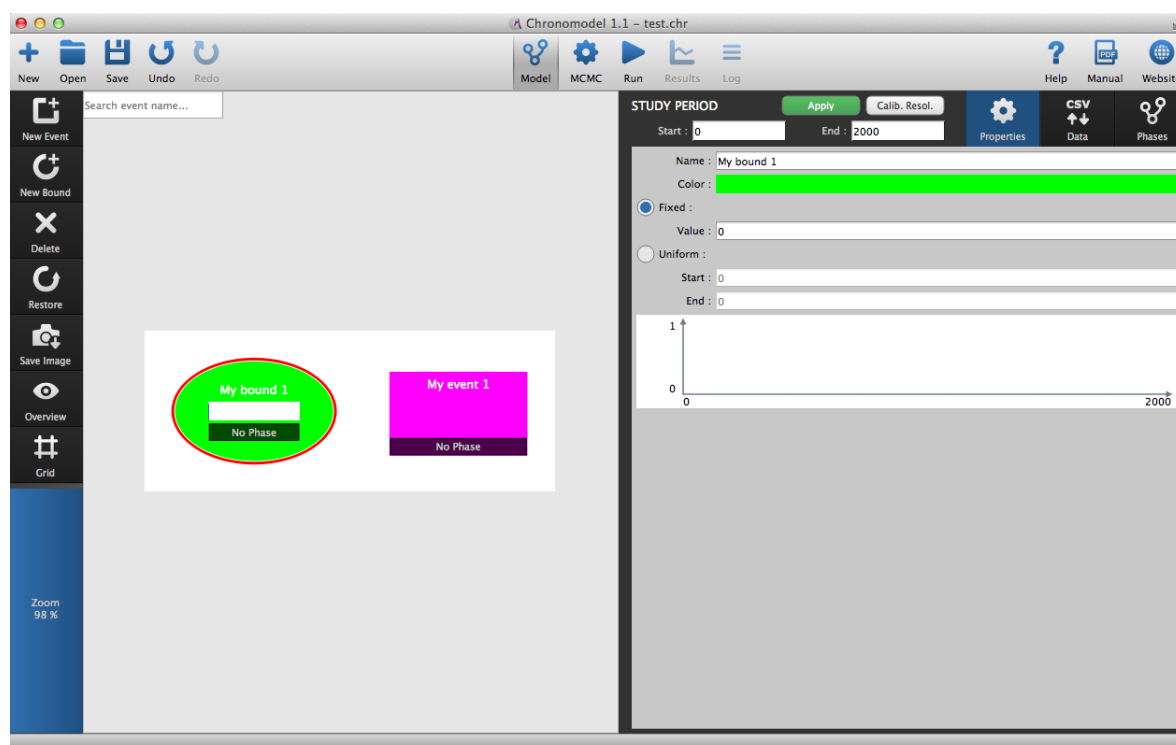 Chronomodel 1.1 – test.chr
New Open Save Undo Redo Model MCMC Run Results Log Help Manual Websit
PDF
Search event name...
New Event
New Bound
Delete
Restore
Save Image
Overview
Grid
Zoom
98 %
My bound 1
No Phase
My event 1
No Phase
STUDY PERIOD Apply Calib. Resol.
Start : 0 End : 2000
Properties
CSV
Data
Phases
Name : My bound 1
Color :
Fixed :
Value : 0
Uniform :
Start : 0
End : 0
1
0
0 2000